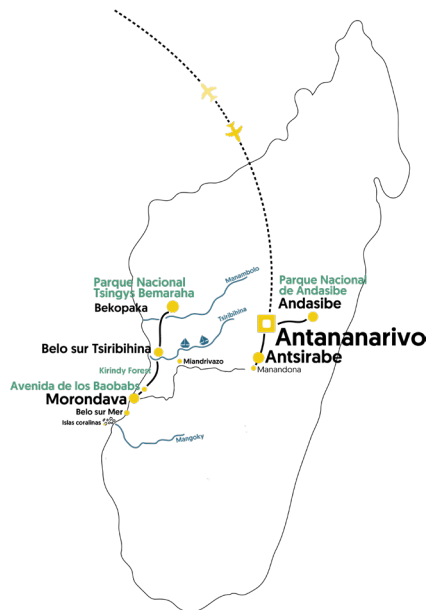 Manambolo
Parque Nacional
Tsingys Bemaraha
Bekopaka
Parque Nacional
de Andasibe
Andasibe
Tsiribihina
Antananarivo
Belo sur Tsiribihina
Antsirabe
Miandrivazo
Manandona
Kirindy Forest
Avenida de los Baobabs
Morondava
Belo sur Mer
Islas coralinas
Mangoky